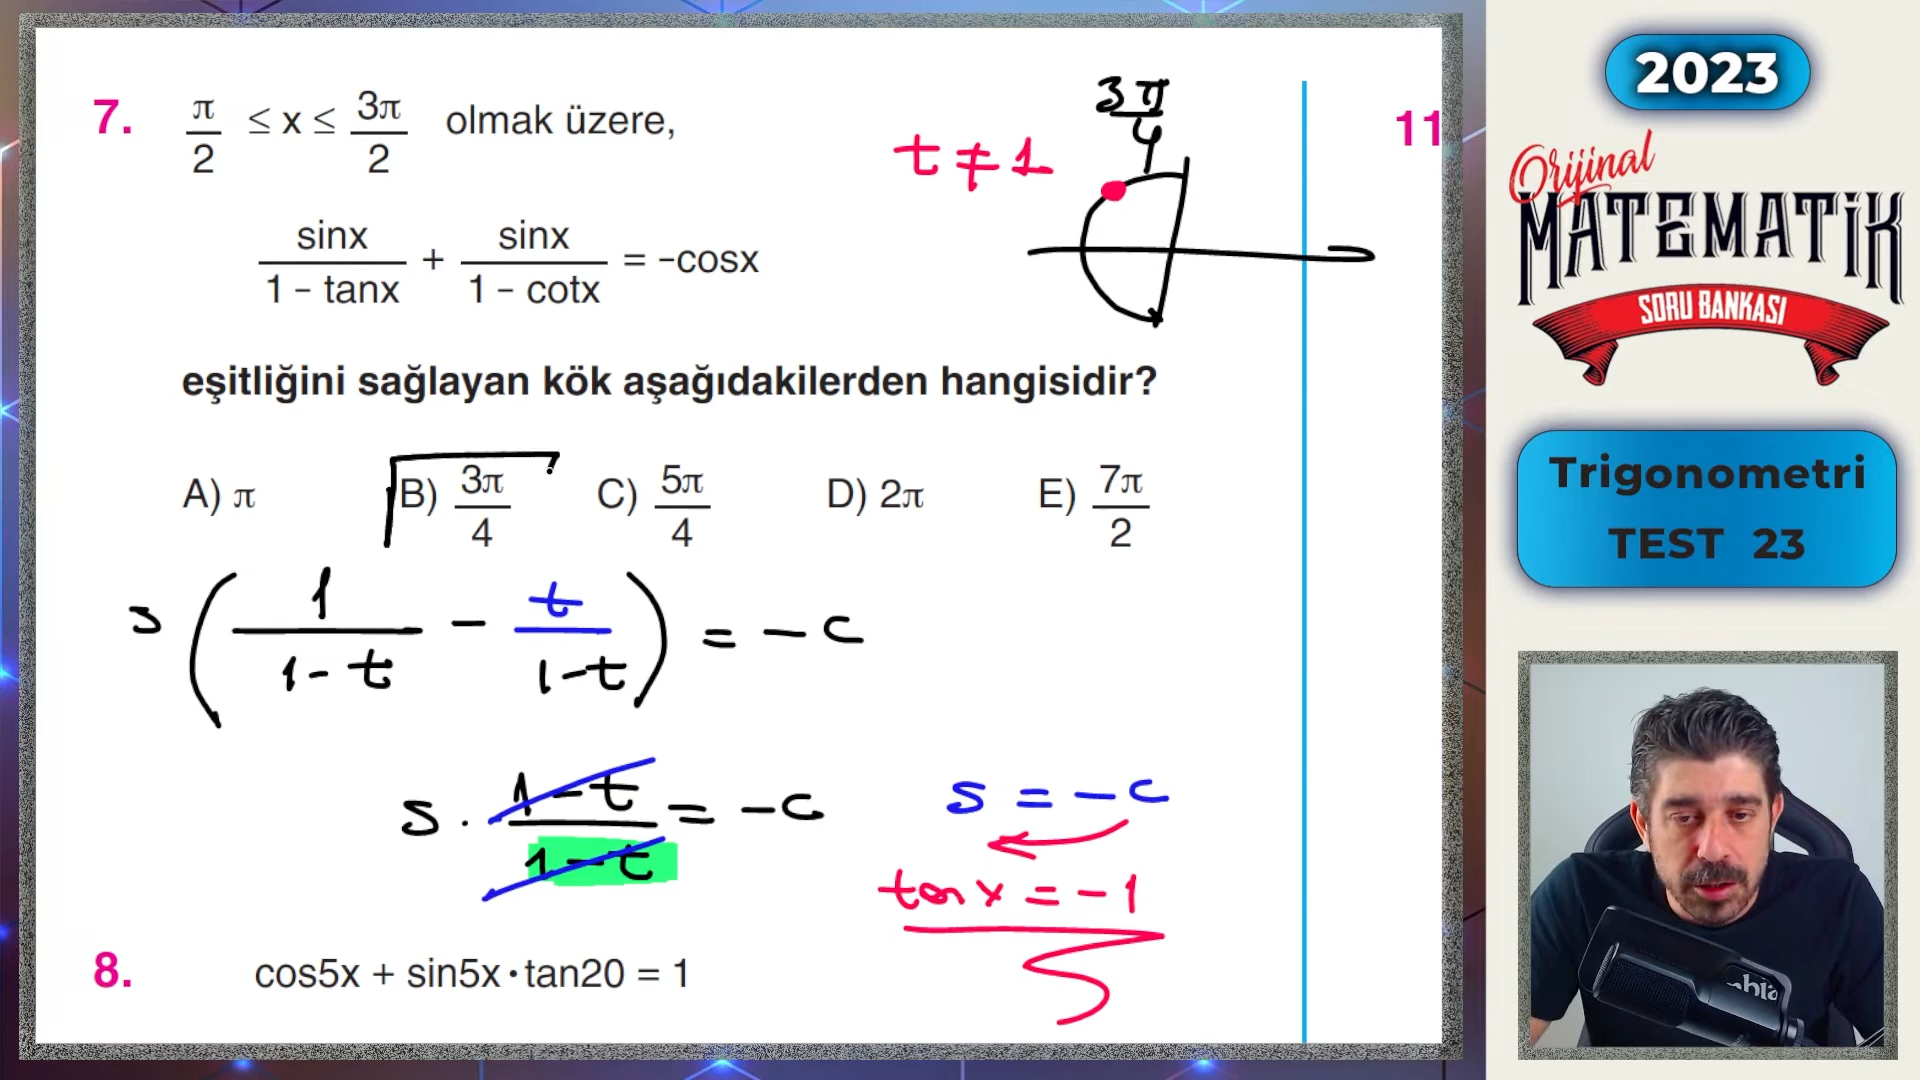 7. π/2 ≤ x ≤ 3π/2 olmak üzere,
sinx/(1 - tanx) + sinx/(1 - cotx) = -cosx
eşitliğini sağlayan kök aşağıdakilerden hangisidir?
A) π B) 3π/4 C) 5π/4 D) 2π E) 7π/2
t ≠ 1
3π/4
s (1/(1-t) - t/(1-t)) = -c
s · (1-t)/(1-t) = -c
s = -c
tan x = -1
8. cos5x + sin5x·tan20 = 1
11
2023
Orijinal
MATEMATİK
SORU BANKASI
Trigonometri
TEST 23